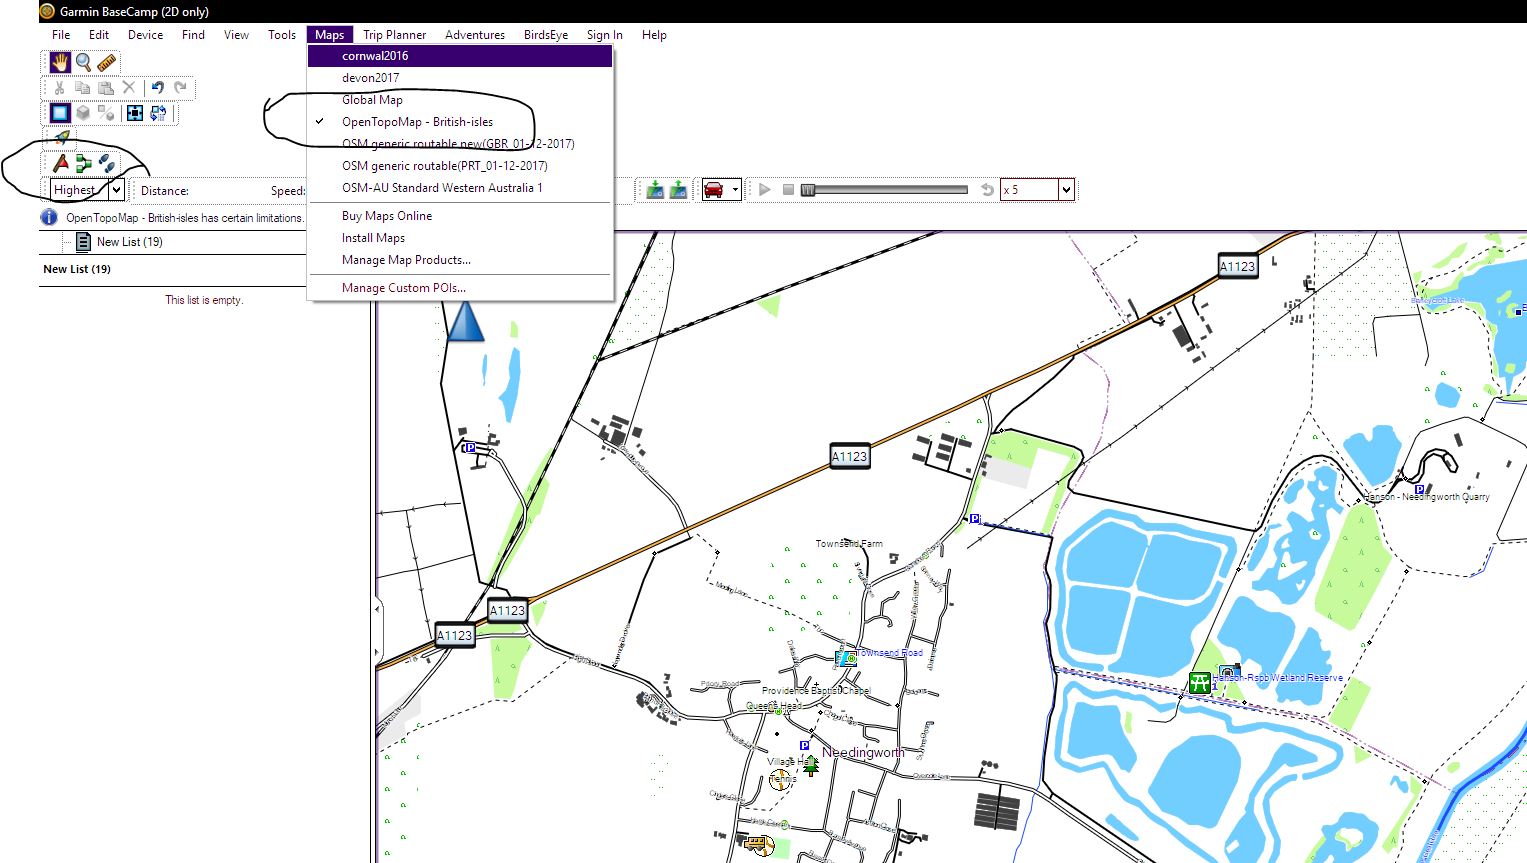 Garmin BaseCamp (2D only)
File Edit Device Find View Tools Maps Trip Planner Adventures BirdsEye Sign In Help
cornwal2016
devon2017
Global Map
OpenTopoMap - British-isles
OSM generic routable new(GBR_01-12-2017)
OSM generic routable(PRT_01-12-2017)
OSM-AU Standard Western Australia 1
Buy Maps Online
Install Maps
Manage Map Products...
Manage Custom POIs...
Highest Distance: Speed: x 5
OpenTopoMap - British-isles has certain limitations.
New List (19)
New List (19)
This list is empty.
A1123
P
A1123
P
Hanson - Needingworth Quarry
P
Townsend Farm
A1123
A1123
Townsend Road
Hanson-Rspb Wetland Reserve
1
Priory Road
Providence Baptist Chapel
Queens Head
P
Needingworth
Village Hall
Tennis